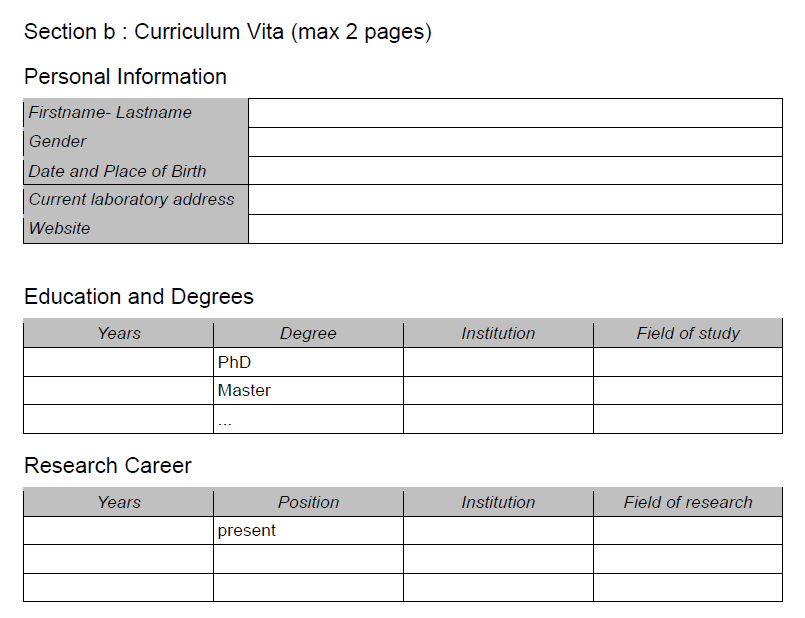 Section b : Curriculum Vita (max 2 pages)
Personal Information
Firstname- Lastname
Gender
Date and Place of Birth
Current laboratory address
Website
Education and Degrees
Years Degree Institution Field of study
PhD
Master
...
Research Career
Years Position Institution Field of research
present